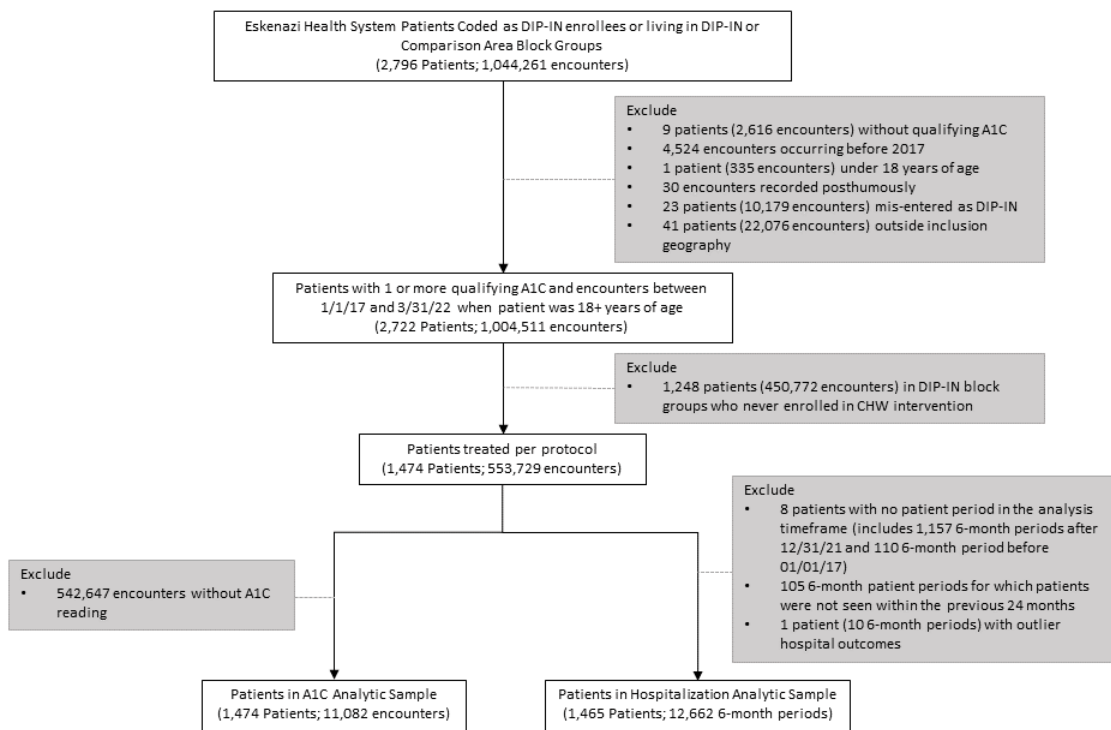 Eskenazi Health System Patients Coded as DIP-IN enrollees or living in DIP-IN or
Comparison Area Block Groups
(2,796 Patients; 1,044,261 encounters)
Exclude
• 9 patients (2,616 encounters) without qualifying A1C
• 4,524 encounters occurring before 2017
• 1 patient (335 encounters) under 18 years of age
• 30 encounters recorded posthumously
• 23 patients (10,179 encounters) mis-entered as DIP-IN
• 41 patients (22,076 encounters) outside inclusion
geography
Patients with 1 or more qualifying A1C and encounters between
1/1/17 and 3/31/22 when patient was 18+ years of age
(2,722 Patients; 1,004,511 encounters)
Exclude
• 1,248 patients (450,772 encounters) in DIP-IN block
groups who never enrolled in CHW intervention
Patients treated per protocol
(1,474 Patients; 553,729 encounters)
Exclude
• 8 patients with no patient period in the analysis
timeframe (includes 1,157 6-month periods after
12/31/21 and 110 6-month period before
01/01/17)
• 105 6-month patient periods for which patients
were not seen within the previous 24 months
• 1 patient (10 6-month periods) with outlier
hospital outcomes
Exclude
• 542,647 encounters without A1C
reading
Patients in A1C Analytic Sample
(1,474 Patients; 11,082 encounters)
Patients in Hospitalization Analytic Sample
(1,465 Patients; 12,662 6-month periods)